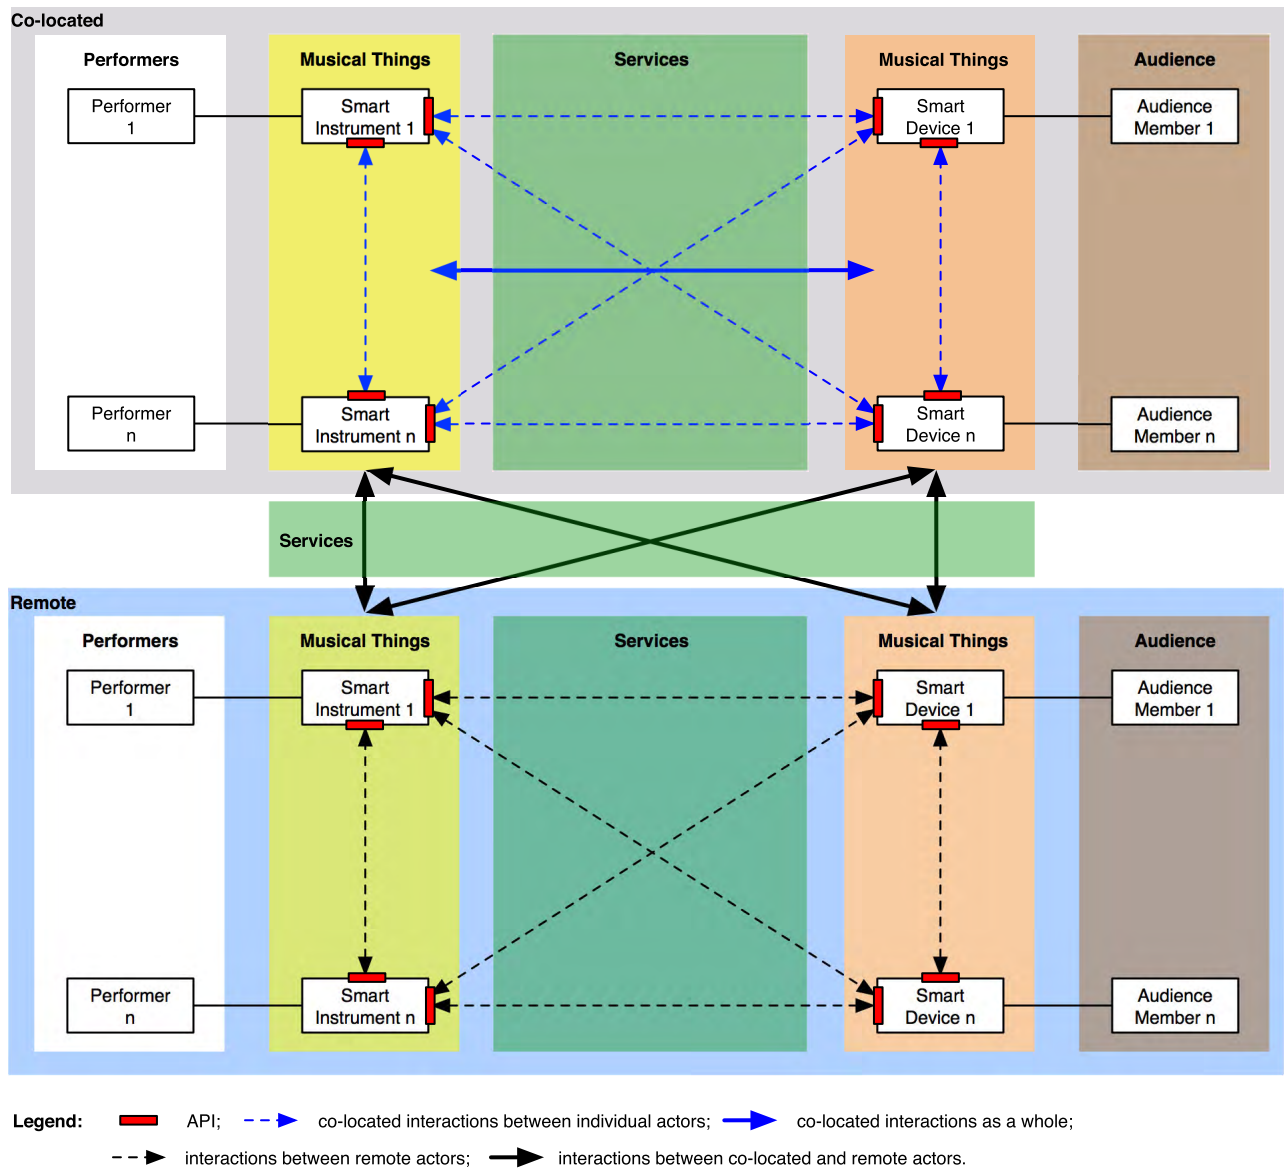 Co-located
Performers
Musical Things
Services
Musical Things
Audience
Performer
1
Smart
Instrument 1
Smart
Device 1
Audience
Member 1
Performer
n
Smart
Instrument n
Smart
Device n
Audience
Member n
Services
Remote
Performers
Musical Things
Services
Musical Things
Audience
Performer
1
Smart
Instrument 1
Smart
Device 1
Audience
Member 1
Performer
n
Smart
Instrument n
Smart
Device n
Audience
Member n
Legend: API; co-located interactions between individual actors; co-located interactions as a whole;
interactions between remote actors; interactions between co-located and remote actors.